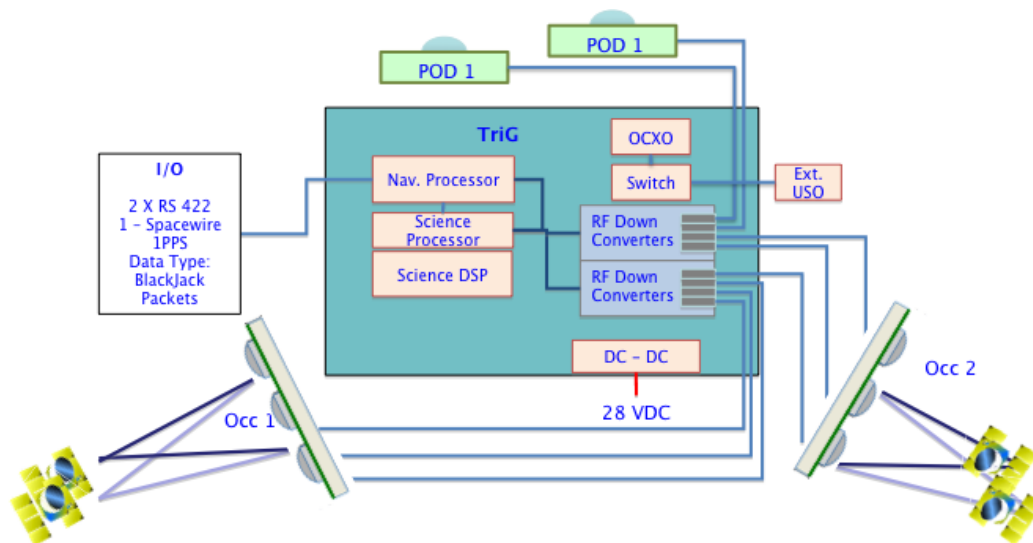 POD 1
POD 1
TriG
OCXO
I/O
Nav. Processor
Switch
Ext.
USO
2 X RS 422
1 – Spacewire
1PPS
Data Type:
BlackJack
Packets
Science
Processor
RF Down
Converters
Science DSP
RF Down
Converters
DC – DC
Occ 2
28 VDC
Occ 1